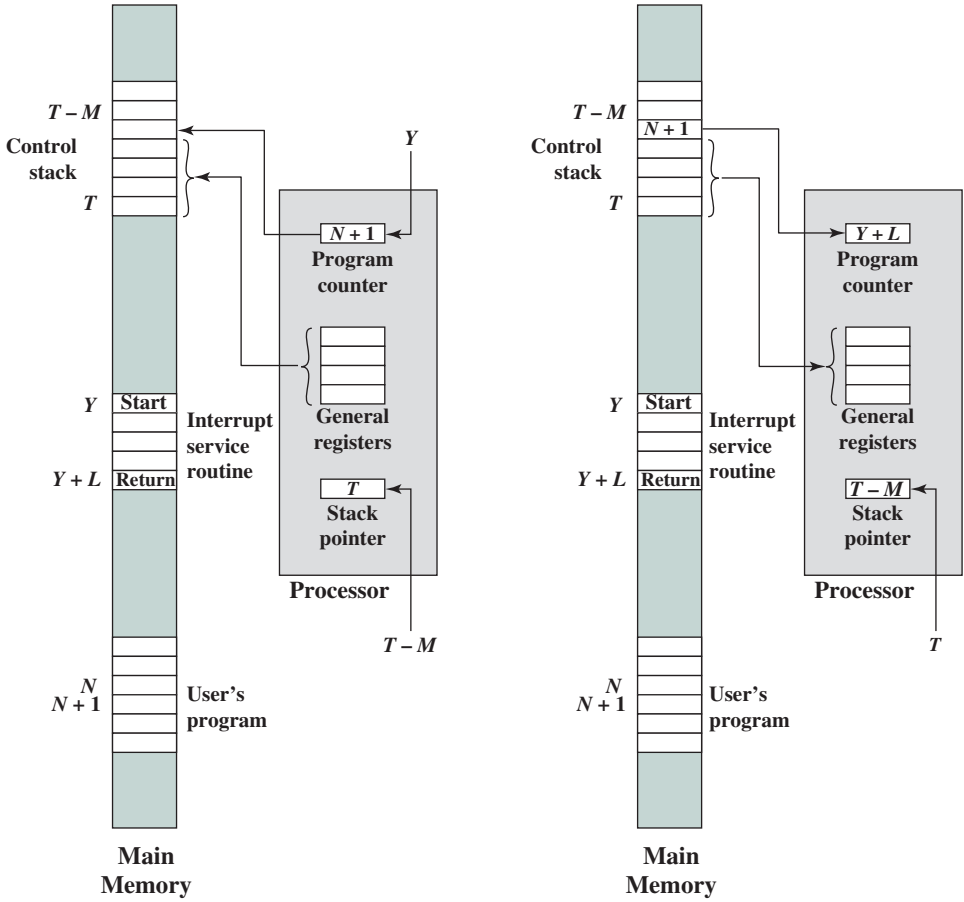 T – M
Control
stack
T
Y
N + 1
Program
counter
Y
Start
Interrupt
service
routine
General
registers
Y + L
Return
T
Stack
pointer
Processor
T – M
N
N + 1
User's
program
Main
Memory
T – M
N + 1
Control
stack
T
Y + L
Program
counter
Y
Start
Interrupt
service
routine
General
registers
Y + L
Return
T – M
Stack
pointer
Processor
T
N
N + 1
User's
program
Main
Memory